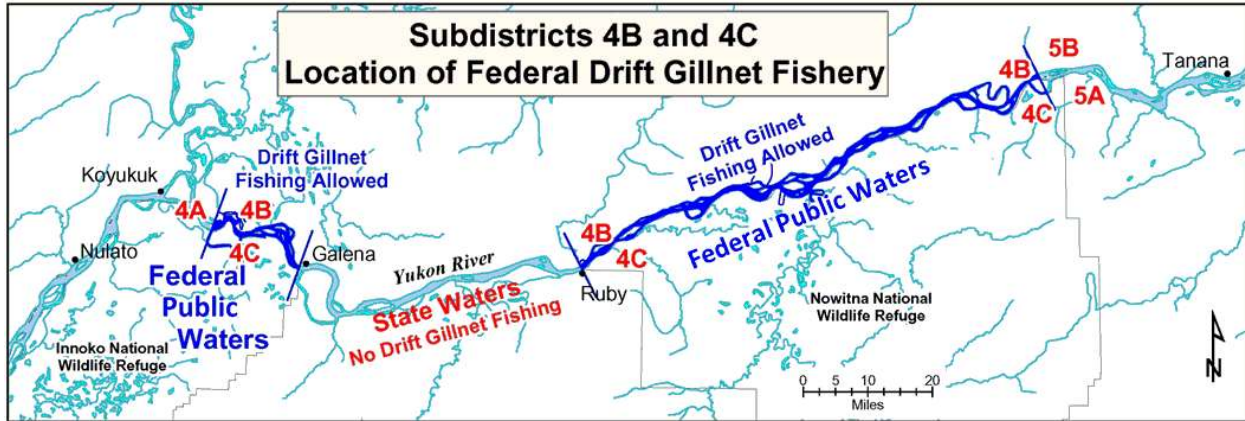 Subdistricts 4B and 4C
Location of Federal Drift Gillnet Fishery
5B
Tanana
4B
5A
4C
Drift Gillnet
Fishing Allowed
Federal Public Waters
Drift Gillnet
Fishing Allowed
Koyukuk
4A
4B
4C
Nulato
Galena
Federal
Public
Waters
Yukon River
4B
4C
Ruby
State Waters
No Drift Gillnet Fishing
Nowitna National
Wildlife Refuge
Innoko National
Wildlife Refuge
0 5 10 20
Miles
N